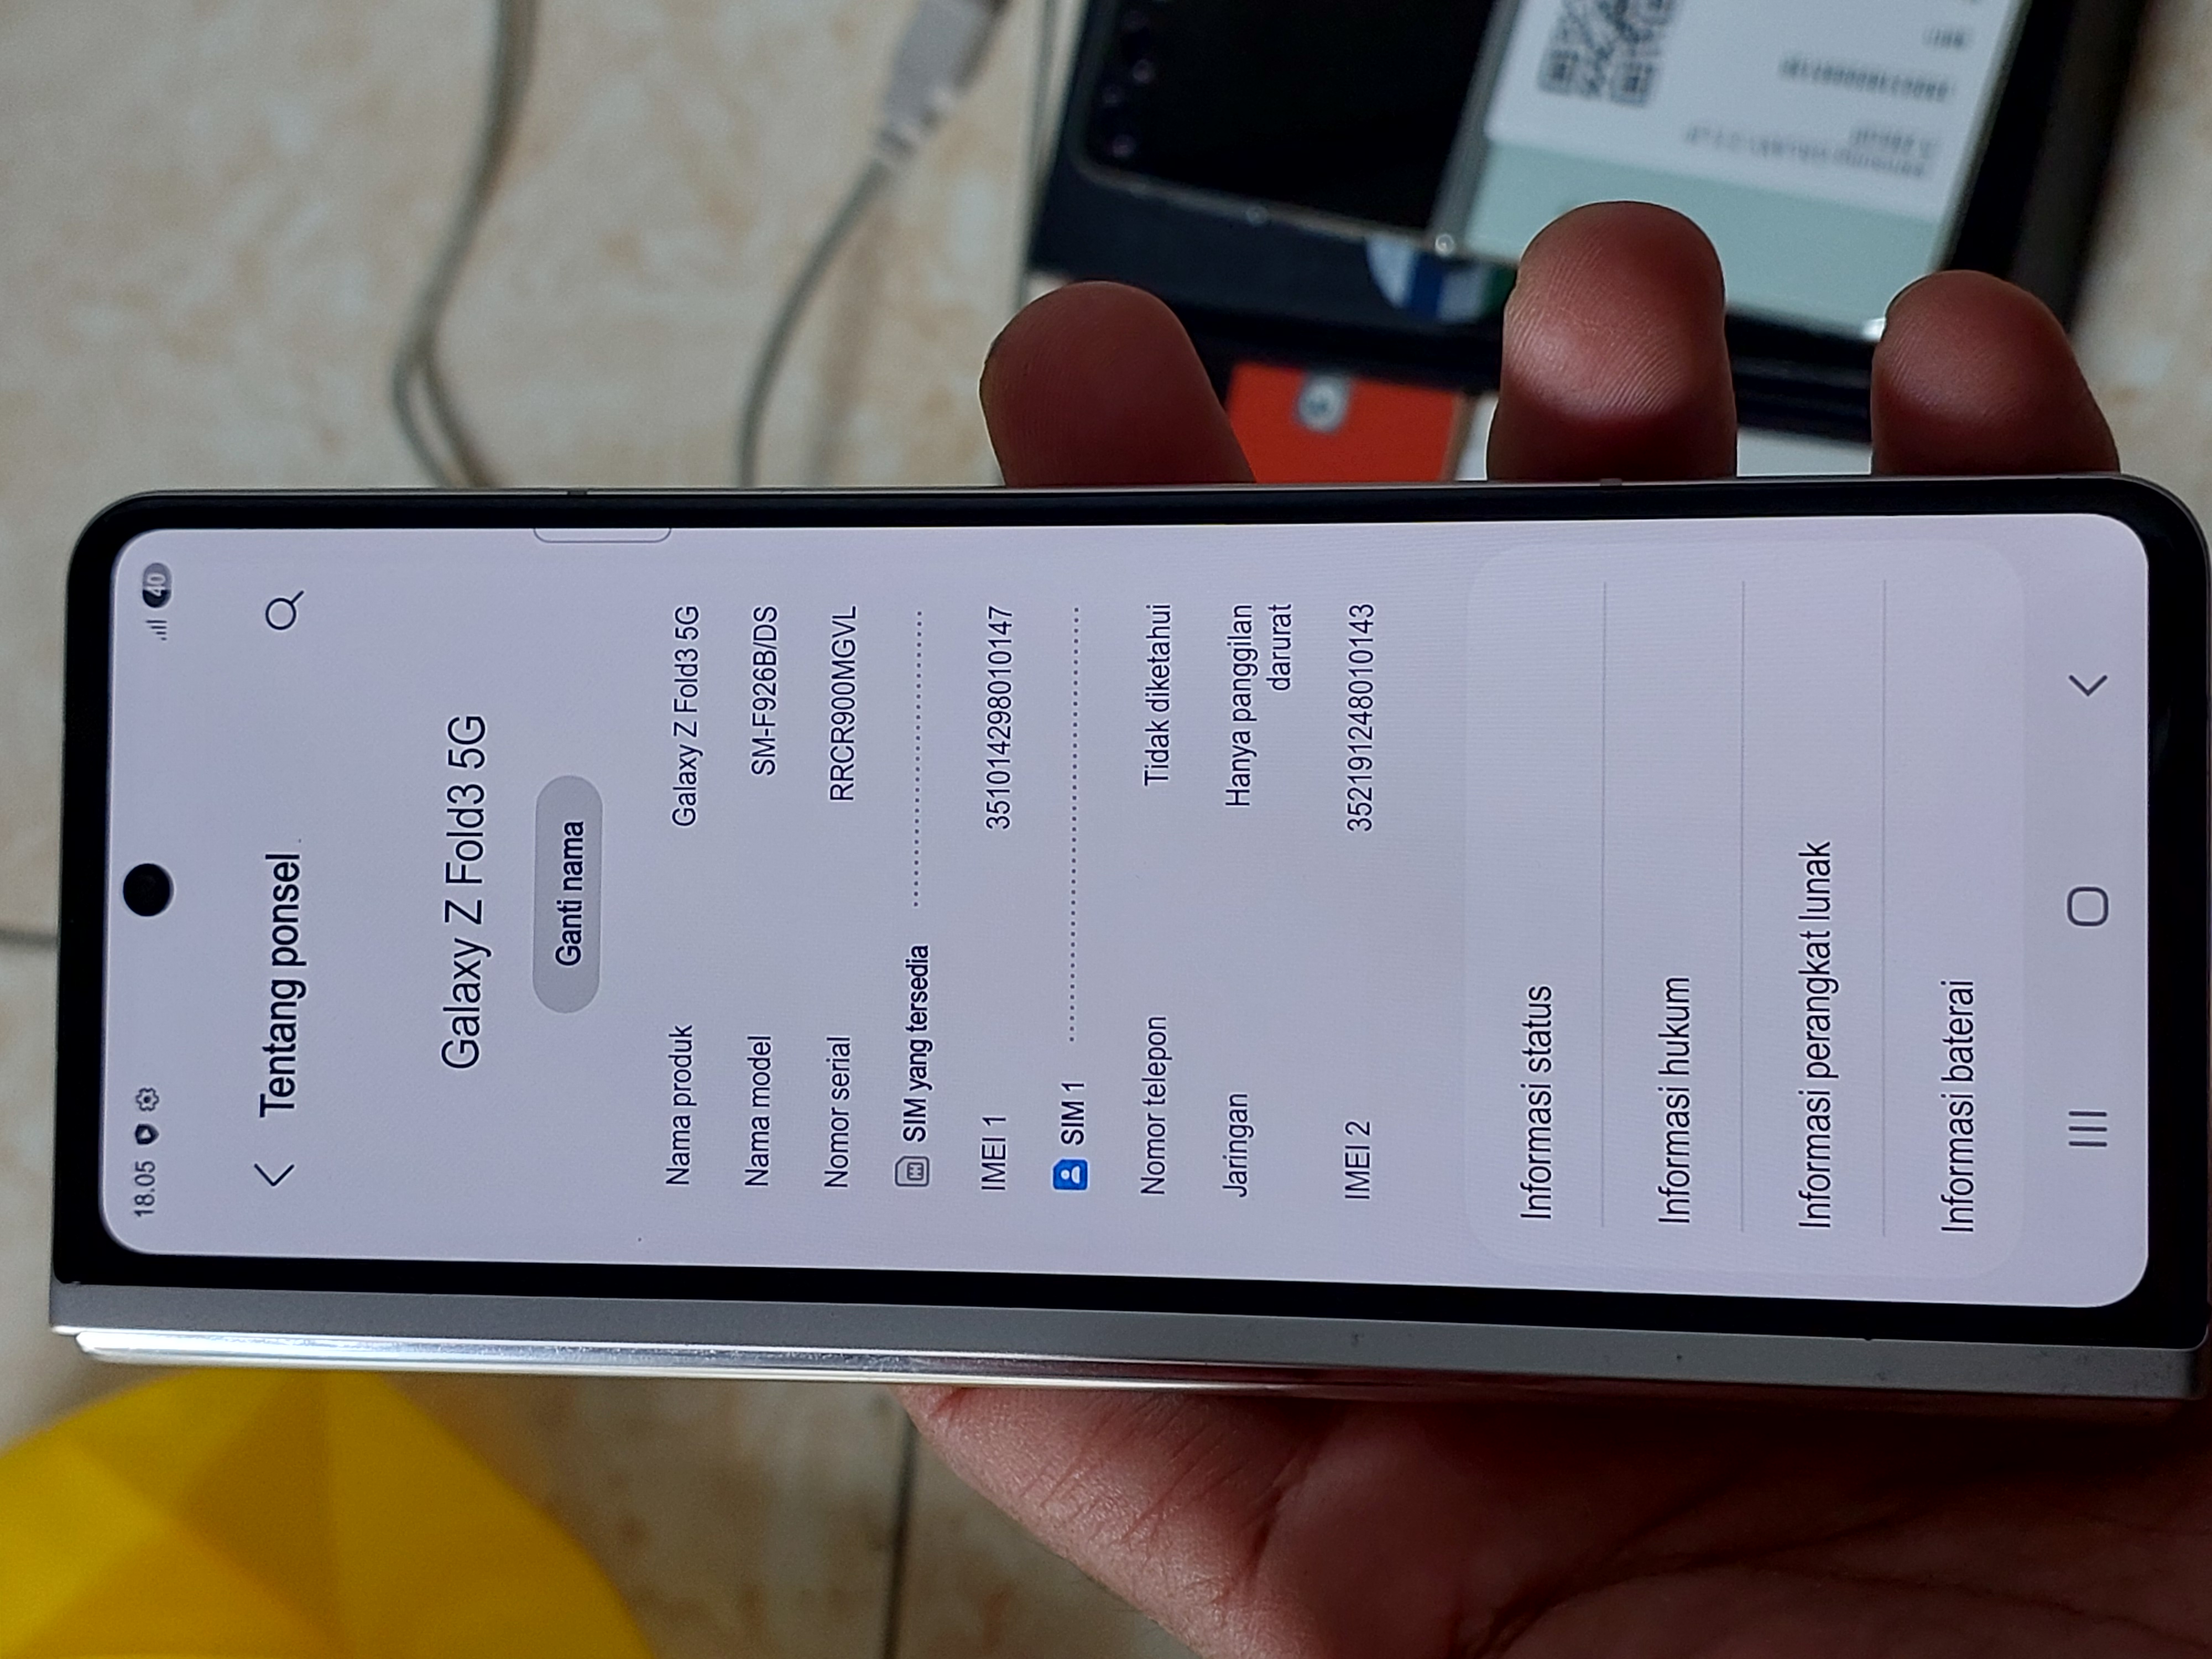 18.05
40
Tentang ponsel
Galaxy Z Fold3 5G
Ganti nama
Nama produk Galaxy Z Fold3 5G
Nama model SM-F926B/DS
Nomor serial RRCR900MGVL
SIM yang tersedia
IMEI 1 351014298010147
SIM 1
Nomor telepon Tidak diketahui
Jaringan Hanya panggilan
darurat
IMEI 2 352191248010143
Informasi status
Informasi hukum
Informasi perangkat lunak
Informasi baterai